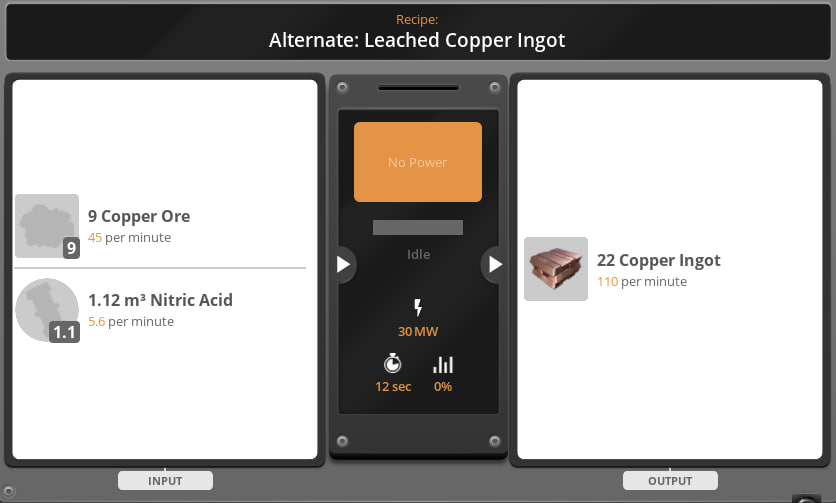 Recipe:
Alternate: Leached Copper Ingot
9 Copper Ore
45 per minute
9
1.12 m³ Nitric Acid
5.6 per minute
1.1
No Power
Idle
30 MW
12 sec
0%
22 Copper Ingot
110 per minute
INPUT
OUTPUT